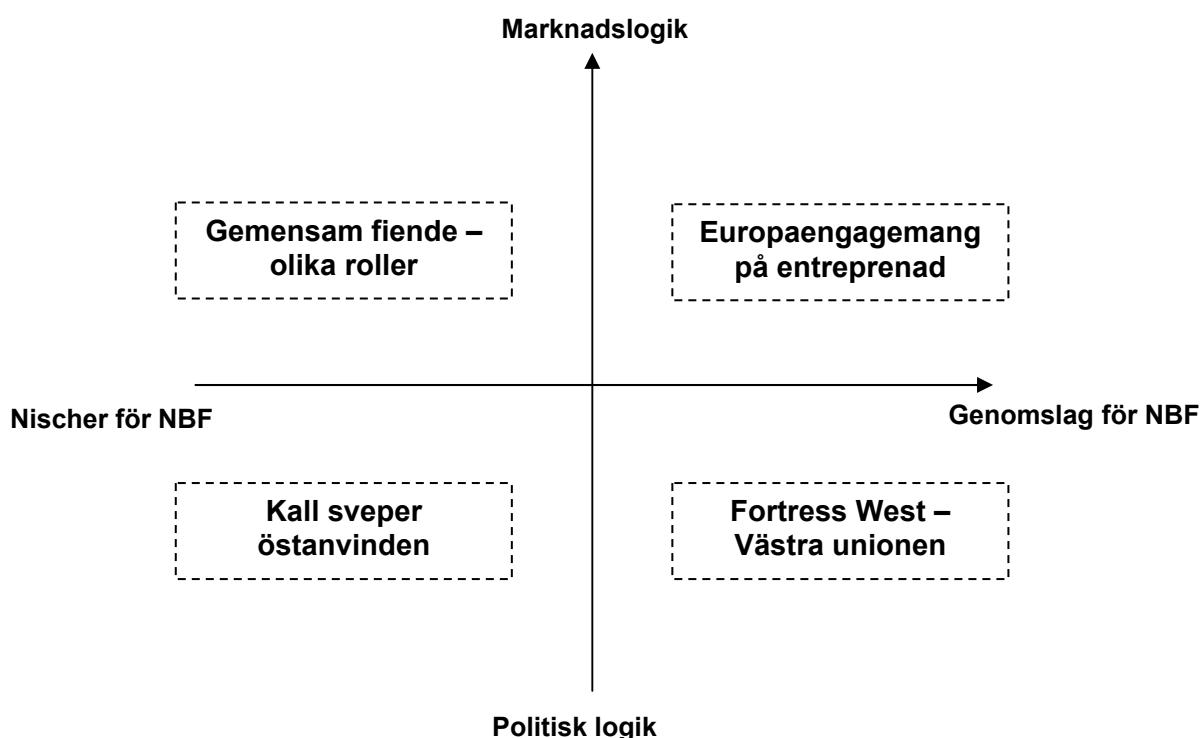 Marknadslogik
Gemensam fiende –
olika roller
Europaengagemang
på entreprenad
Nischer för NBF
Genomslag för NBF
Kall sveper
östanvinden
Fortress West –
Västra unionen
Politisk logik